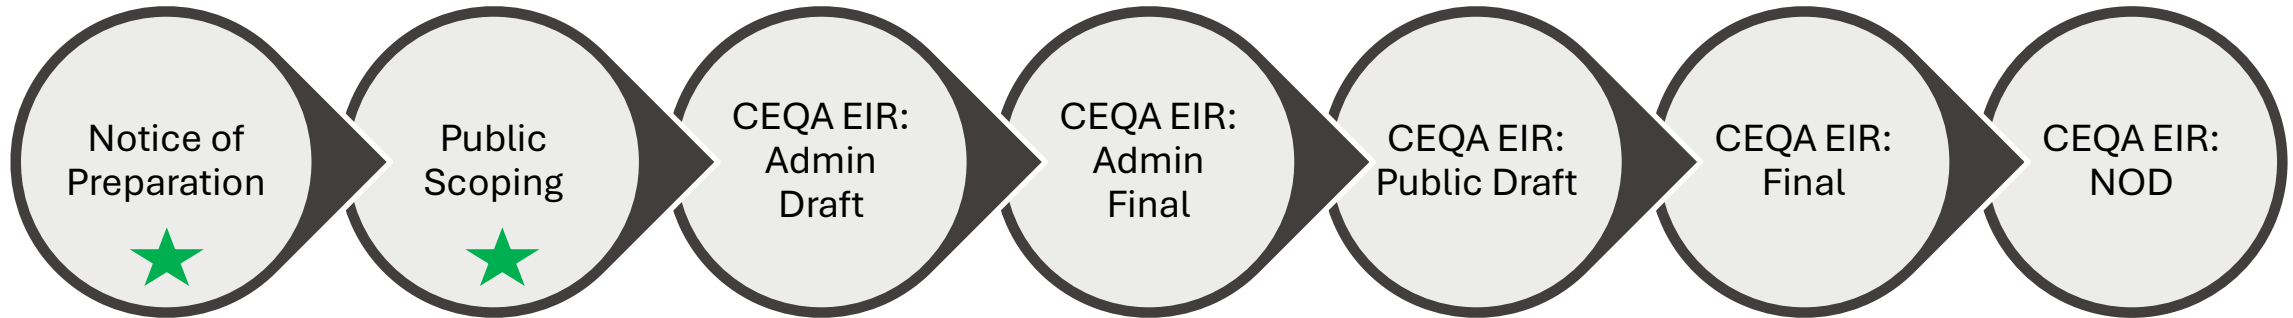 Notice of
Preparation
Public
Scoping
CEQA EIR:
Admin
Draft
CEQA EIR:
Admin
Final
CEQA EIR:
Public Draft
CEQA EIR:
Final
CEQA EIR:
NOD